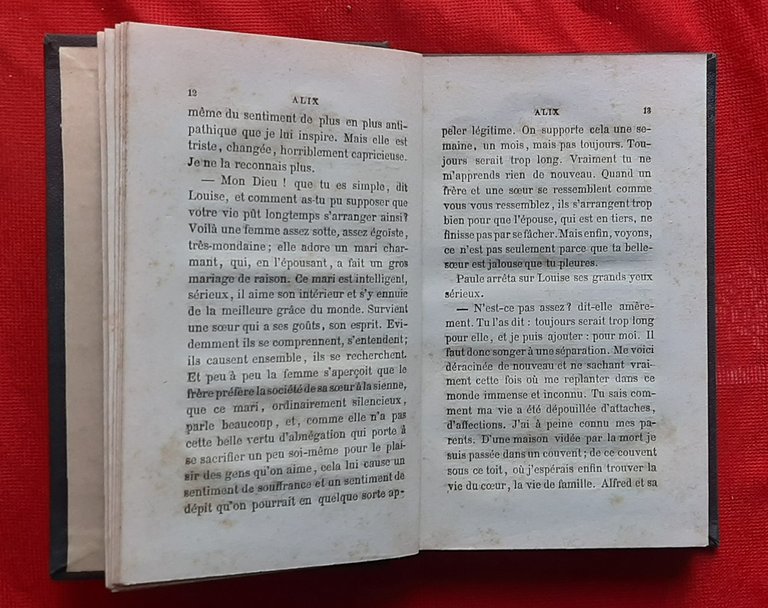 12
ALIX
même du sentiment de plus en plus anti-
pathique que je lui inspire. Mais elle est
triste, changée, horriblement capricieuse.
Je ne la reconnais plus.
— Mon Dieu ! que tu es simple, dit
Louise, et comment as-tu pu supposer que
votre vie pût longtemps s'arranger ainsi?
Voilà une femme assez sotte, assez égoïste,
très-mondaine ; elle adore un mari char-
mant, qui, en l'épousant, a fait un gros
mariage de raison. Ce mari est intelligent,
sérieux, il aime son intérieur et s'y ennuie
de la meilleure grâce du monde. Survient
une sœur qui a ses goûts, son esprit. Evi-
demment ils se comprennent, s'entendent;
ils causent ensemble, ils se recherchent.
Et peu à peu la femme s'aperçoit que le
frère préfère la société de sa sœur à la sienne,
que ce mari, ordinairement silencieux,
parle beaucoup, et, comme elle n'a pas
cette belle vertu d'abnégation qui porte à
se sacrifier un peu soi-même pour le plai-
sir des gens qu'on aime, cela lui cause un
sentiment de souffrance et un sentiment de
dépit qu'on pourrait en quelque sorte ap-
ALIX
13
peler légitime. On supporte cela une se-
maine, un mois, mais pas toujours. Tou-
jours serait trop long. Vraiment tu ne
m'apprends rien de nouveau. Quand un
frère et une sœur se ressemblent comme
vous vous ressemblez, ils s'arrangent trop
bien pour que l'épouse, qui est en tiers, ne
finisse pas par se fâcher. Mais enfin, voyons,
ce n'est pas seulement parce que ta belle-
sœur est jalouse que tu pleures.
Paule arrêta sur Louise ses grands yeux
sérieux.
— N'est-ce pas assez? dit-elle amère-
ment. Tu l'as dit : toujours serait trop long
pour elle, et je puis ajouter : pour moi. Il
faut donc songer à une séparation. Me voici
déracinée de nouveau et ne sachant vrai-
ment cette fois où me replanter dans ce
monde immense et inconnu. Tu sais com-
ment ma vie a été dépouillée d'attaches,
d'affections. J'ai à peine connu mes pa-
rents. D'une maison vidée par la mort je
suis passée dans un couvent; de ce couvent
sous ce toit, où j'espérais enfin trouver la
vie du cœur, la vie de famille. Alfred et sa